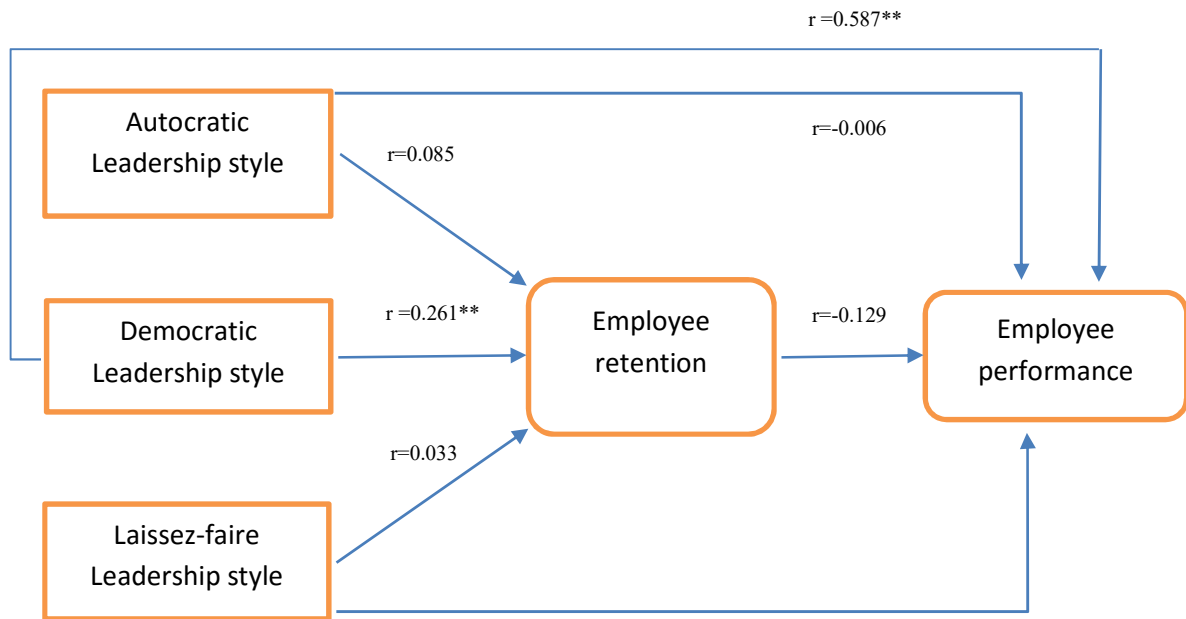 r =0.587**
Autocratic
Leadership style
r=-0.006
r=0.085
Democratic
Leadership style
r =0.261**
Employee
retention
r=-0.129
Employee
performance
r=0.033
Laissez-faire
Leadership style